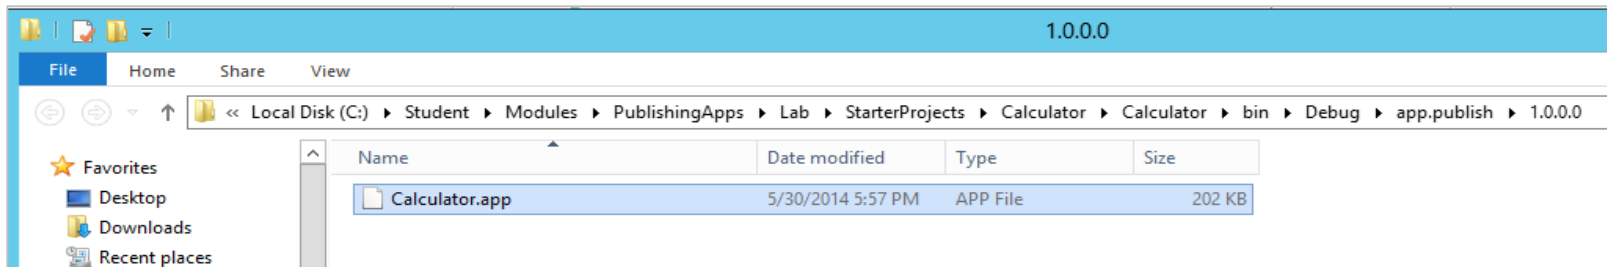 1.0.0.0
File Home Share View
« Local Disk (C:) Student Modules PublishingApps Lab StarterProjects Calculator Calculator bin Debug app.publish 1.0.0.0
Favorites
Desktop
Downloads
Recent places
Name Date modified Type Size
Calculator.app 5/30/2014 5:57 PM APP File 202 KB